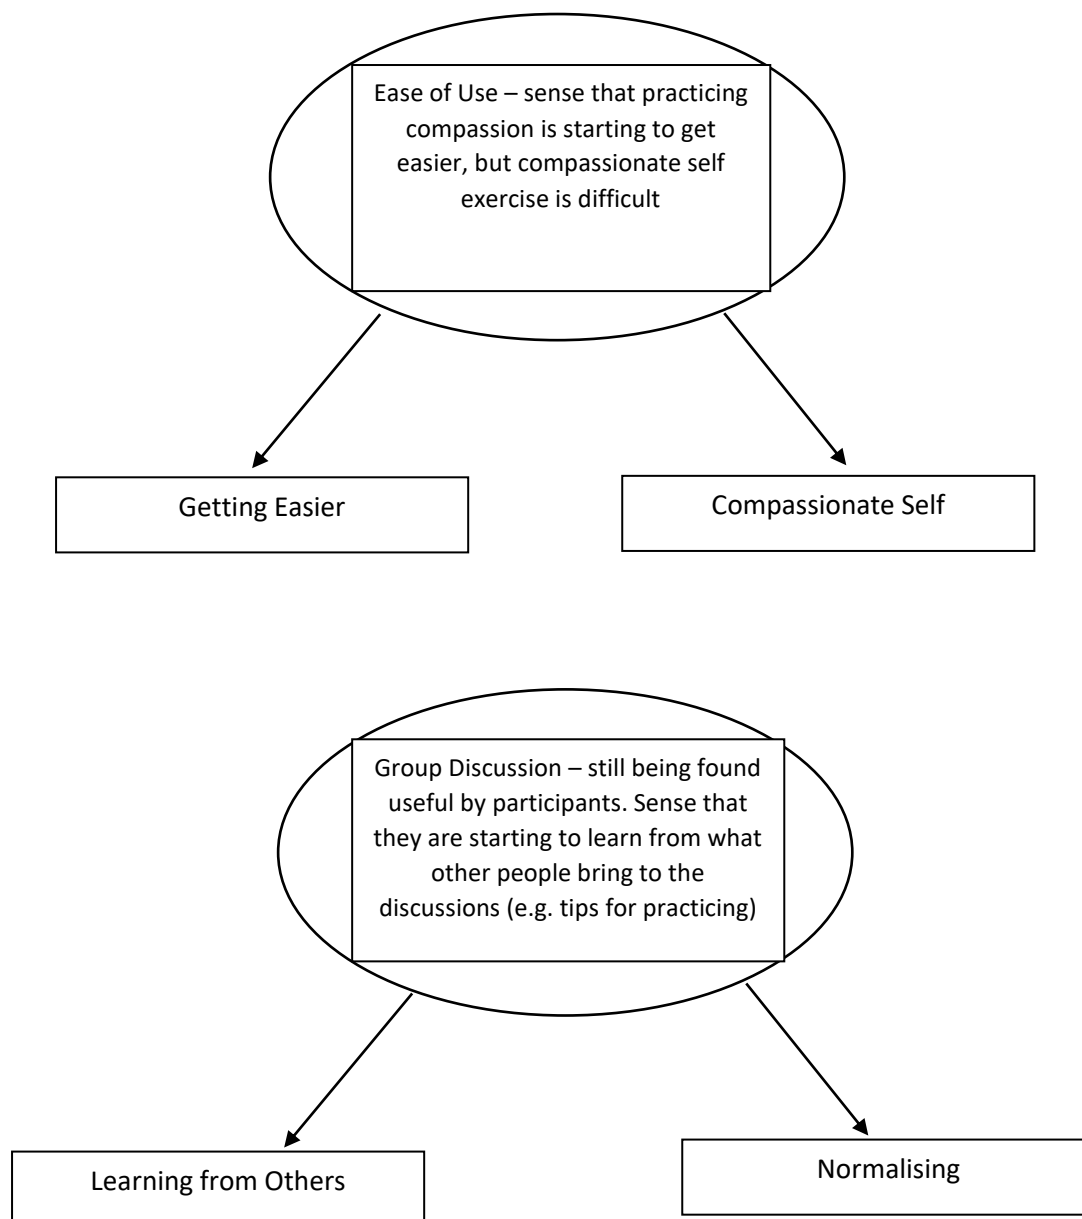 Ease of Use – sense that practicing
compassion is starting to get
easier, but compassionate self
exercise is difficult
Getting Easier
Compassionate Self
Group Discussion – still being found
useful by participants. Sense that
they are starting to learn from what
other people bring to the
discussions (e.g. tips for practicing)
Learning from Others
Normalising